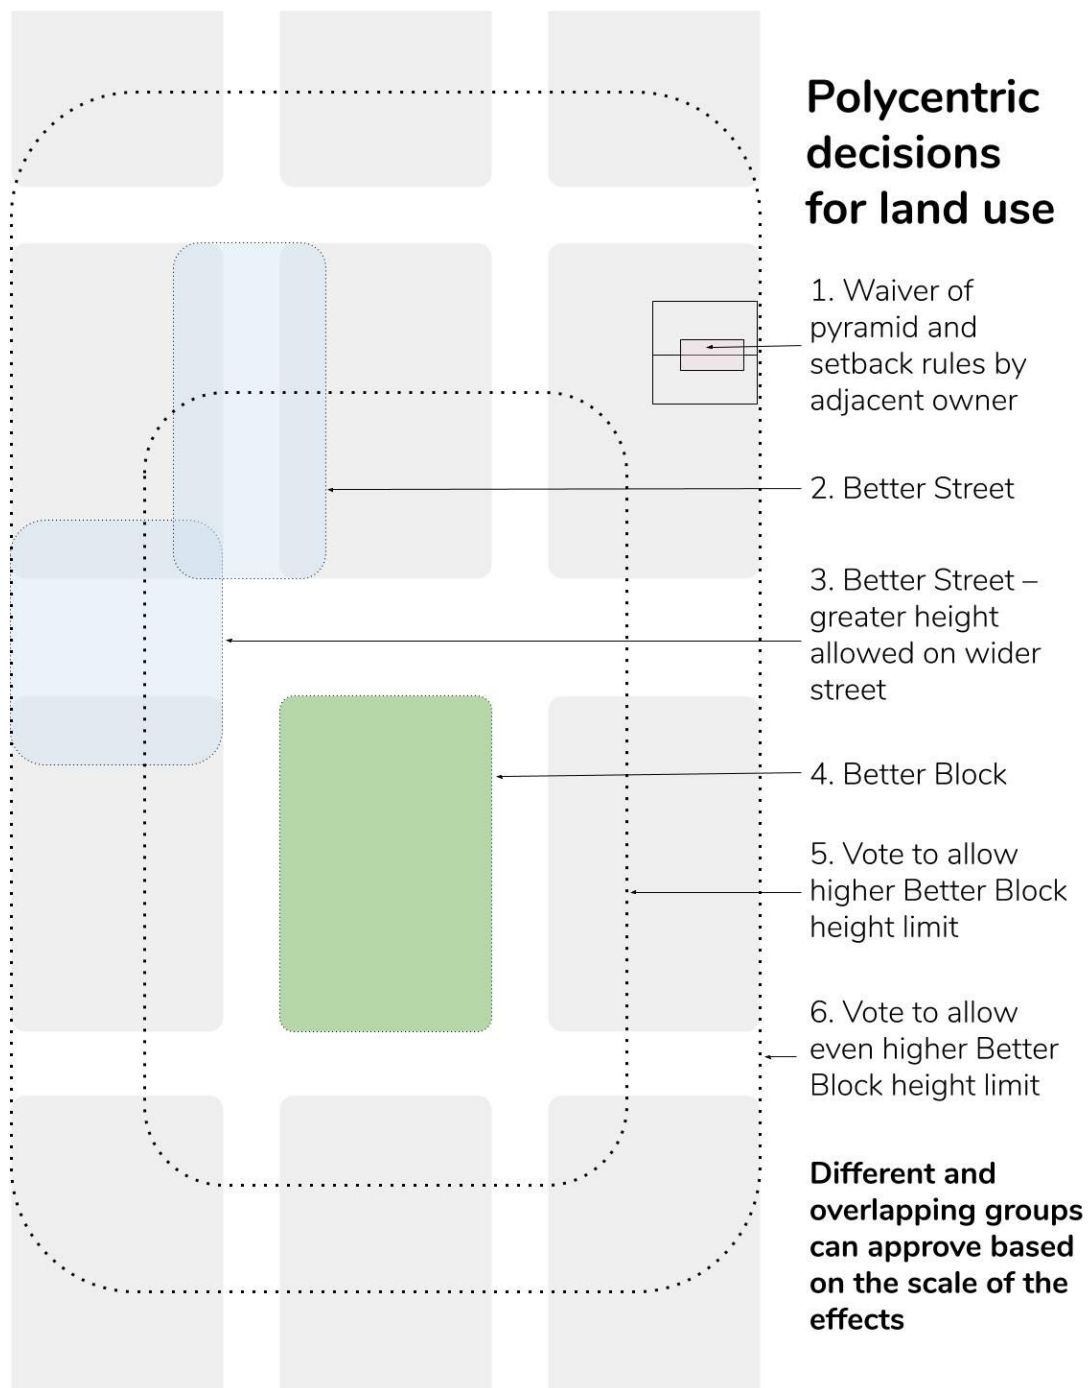 Polycentric
decisions
for land use
1. Waiver of
pyramid and
setback rules by
adjacent owner
2. Better Street
3. Better Street –
greater height
allowed on wider
street
4. Better Block
5. Vote to allow
higher Better Block
height limit
6. Vote to allow
even higher Better
Block height limit
Different and
overlapping groups
can approve based
on the scale of the
effects